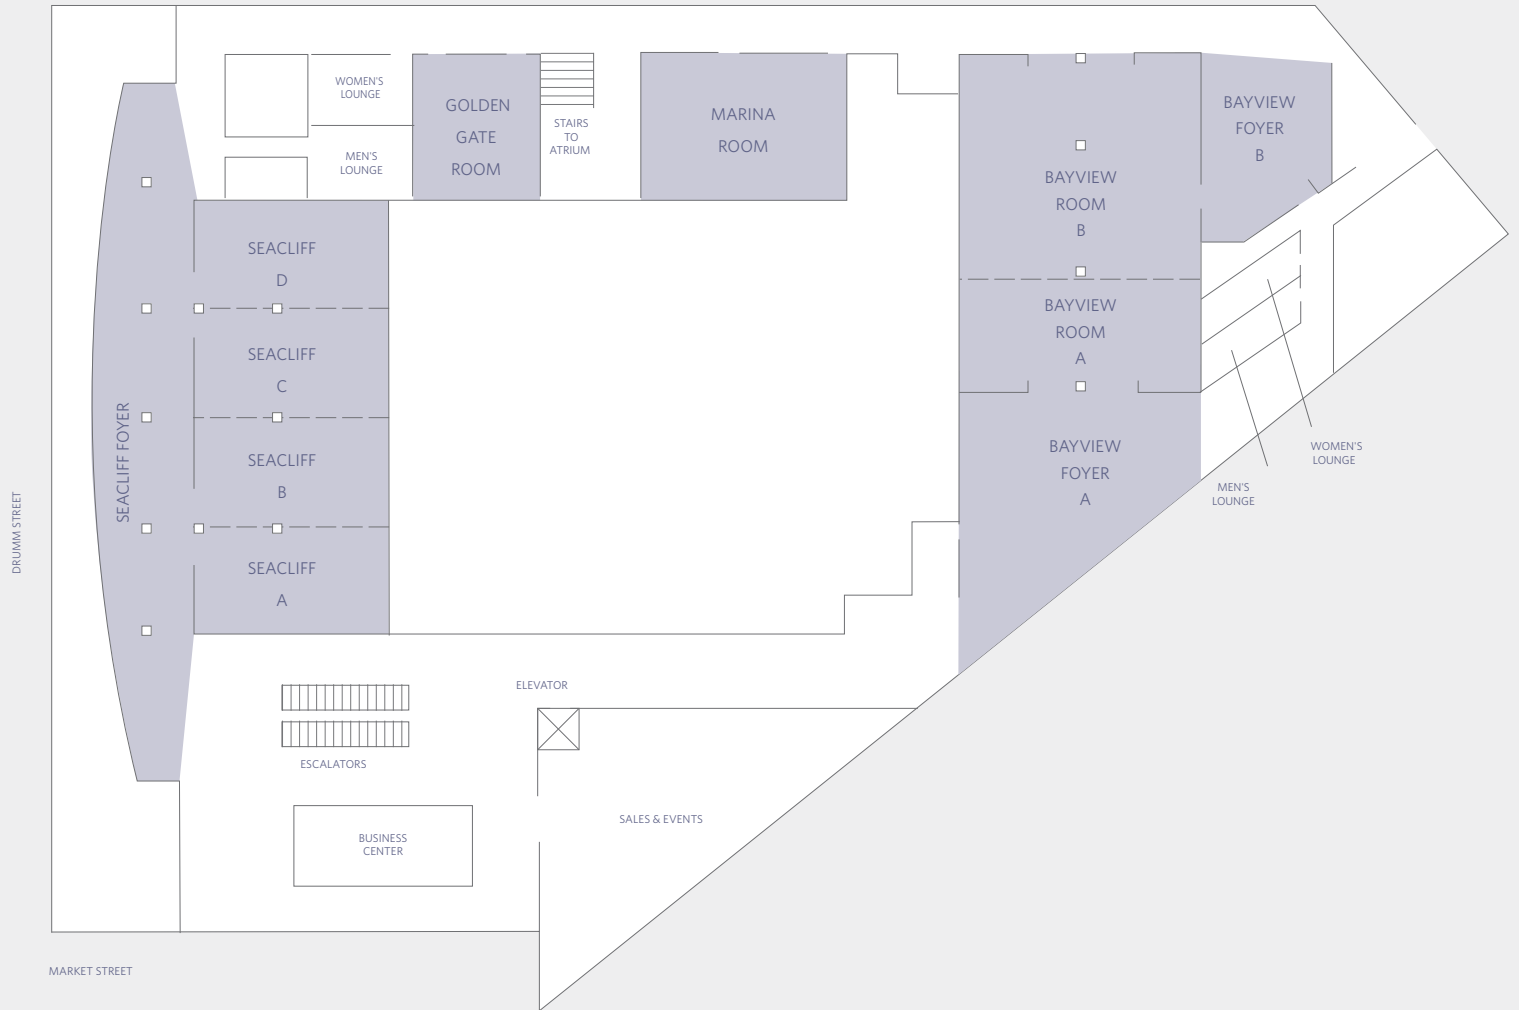 WOMEN'S
LOUNGE
MEN'S
LOUNGE
GOLDEN
GATE
ROOM
STAIRS
TO
ATRIUM
MARINA
ROOM
BAYVIEW
ROOM
B
BAYVIEW
FOYER
B
SEACLIFF
D
SEACLIFF
C
SEACLIFF
B
SEACLIFF
A
SEACLIFF FOYER
DRUMM STREET
BAYVIEW
ROOM
A
BAYVIEW
FOYER
A
WOMEN'S
LOUNGE
MEN'S
LOUNGE
ELEVATOR
ESCALATORS
BUSINESS
CENTER
SALES & EVENTS
MARKET STREET